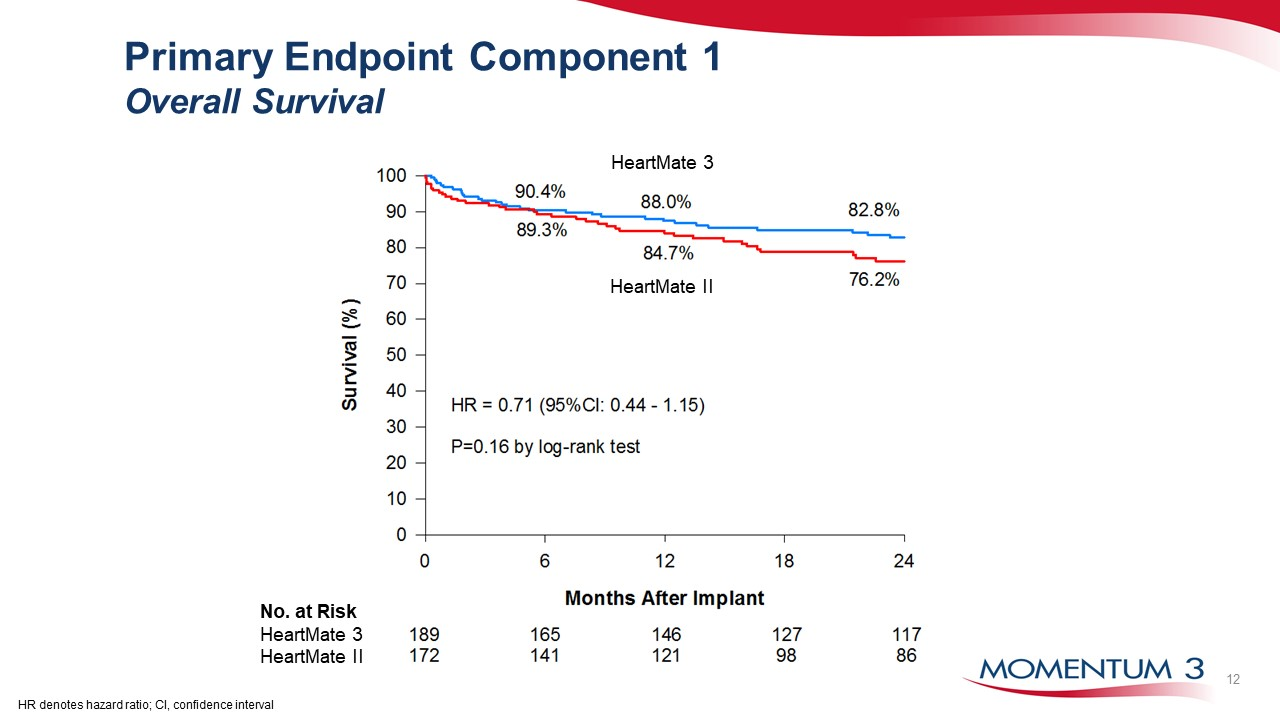 Primary Endpoint Component 1
Overall Survival
HeartMate 3
100
90
80
70
60
50
40
30
20
10
0
Survival (%)
90.4%
88.0%
82.8%
89.3%
84.7%
76.2%
HeartMate II
HR = 0.71 (95%CI: 0.44 - 1.15)
P=0.16 by log-rank test
0 6 12 18 24
Months After Implant
No. at Risk
HeartMate 3 189 165 146 127 117
HeartMate II 172 141 121 98 86
MOMENTUM 3
12
HR denotes hazard ratio; CI, confidence interval